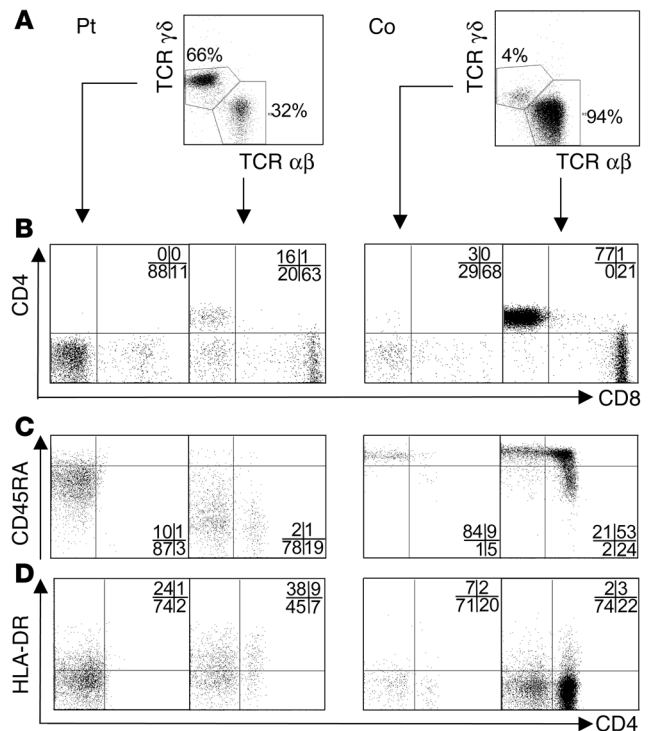 A
Pt
Co
TCR γδ
66%
32%
TCR αβ
TCR γδ
4%
94%
TCR αβ
B
CD4
0|0
88|11
16|1
20|63
3|0
29|68
77|1
0|21
CD8
C
CD45RA
10|1
87|3
2|1
78|19
84|9
1|5
21|53
2|24
D
HLA-DR
24|1
74|2
38|9
45|7
7|2
71|20
2|3
74|22
CD4